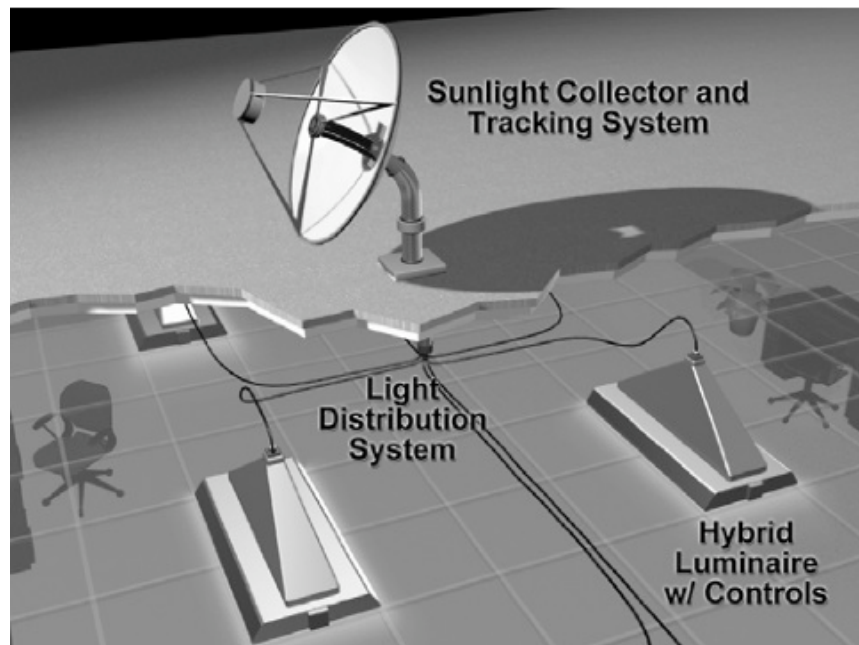 Sunlight Collector and
Tracking System
Light
Distribution
System
Hybrid
Luminaire
w/ Controls